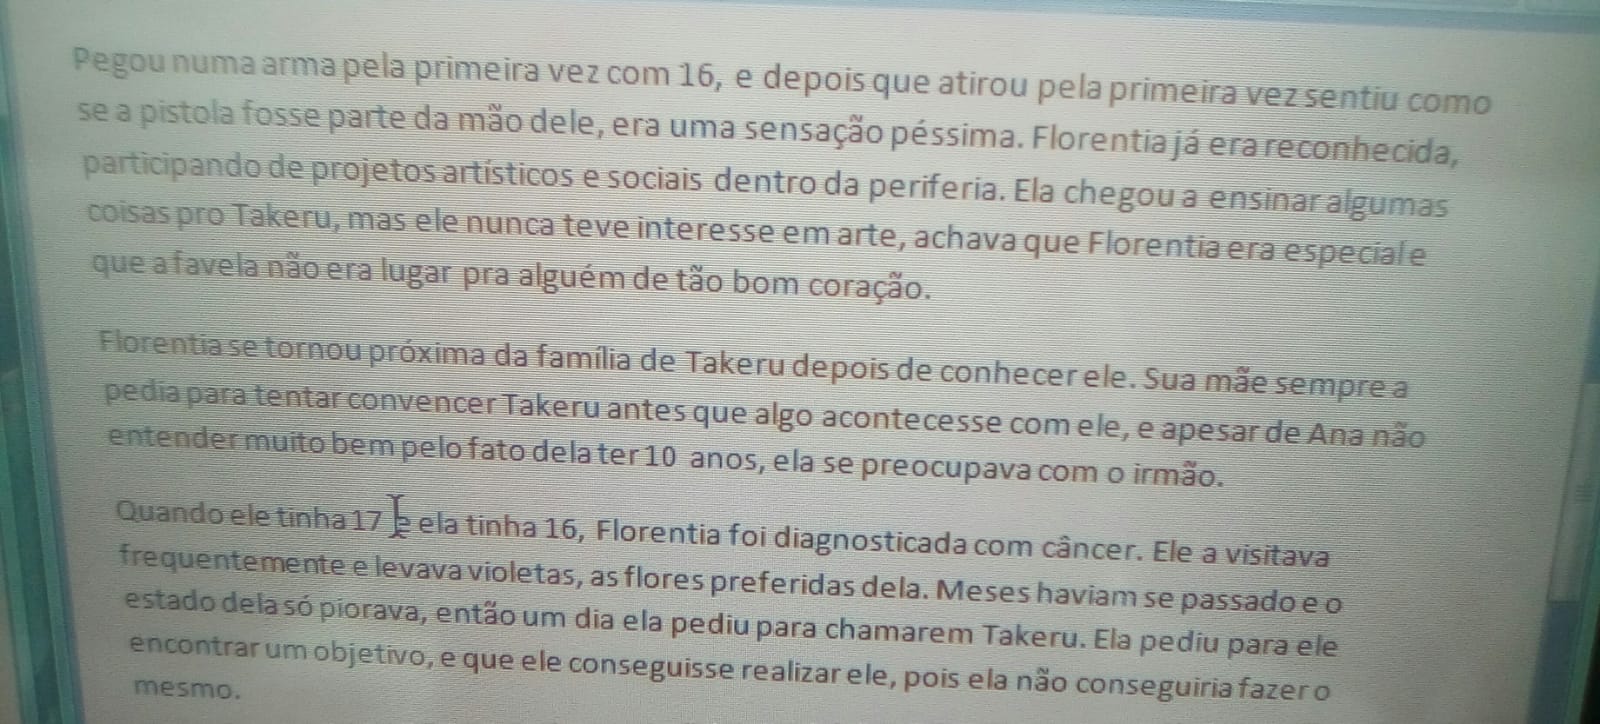 Pegou numa arma pela primeira vez com 16, e depois que atirou pela primeira vez sentiu como
se a pistola fosse parte da mão dele, era uma sensação péssima. Florentia já era reconhecida,
participando de projetos artísticos e sociais dentro da periferia. Ela chegou a ensinar algumas
coisas pro Takeru, mas ele nunca teve interesse em arte, achava que Florentia era especial e
que a favela não era lugar pra alguém de tão bom coração.
Florentia se tornou próxima da família de Takeru depois de conhecer ele. Sua mãe sempre a
pedia para tentar convencer Takeru antes que algo acontecesse com ele, e apesar de Ana não
entender muito bem pelo fato dela ter 10 anos, ela se preocupava com o irmão.
Quando ele tinha 17 e ela tinha 16, Florentia foi diagnosticada com câncer. Ele a visitava
frequentemente e levava violetas, as flores preferidas dela. Meses haviam se passado e o
estado dela só piorava, então um dia ela pediu para chamarem Takeru. Ela pediu para ele
encontrar um objetivo, e que ele conseguisse realizar ele, pois ela não conseguiria fazer o
mesmo.